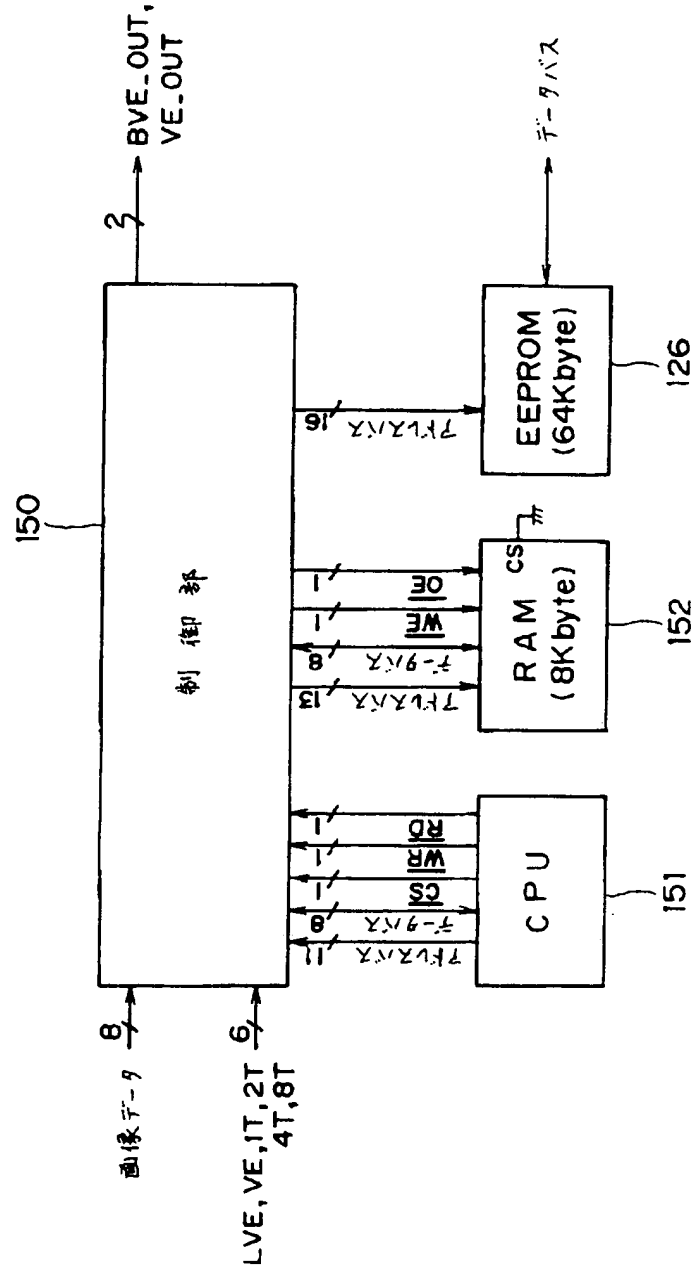 150
制御部
画像データ
8
LVE, VE, 1T, 2T
4T, 8T
6
2
BVE_OUT,
VE_OUT
11
アドレスバス
8
データバス
1
CS
1
WR
1
RD
13
アドレスバス
8
データバス
1
WE
1
OE
16
アドレスバス
CPU
151
RAM
(8Kbyte)
CS
152
EEPROM
(64Kbyte)
126
データバス